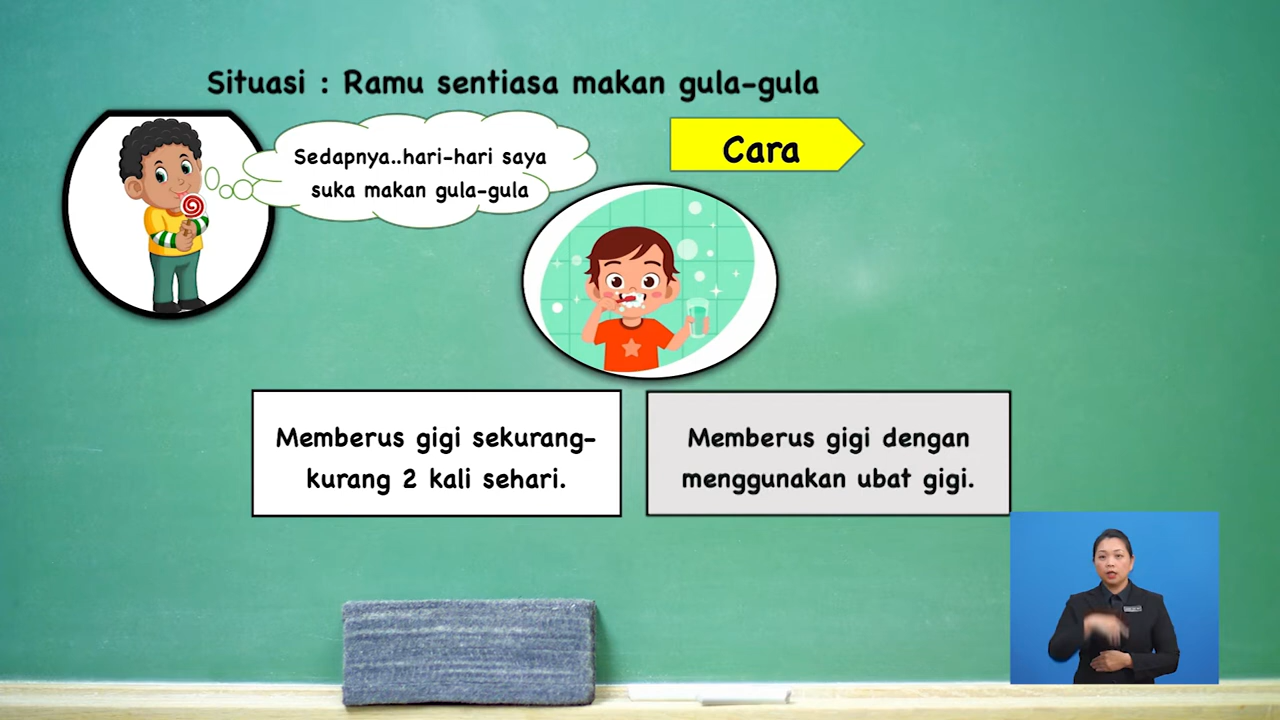 Situasi : Ramu sentiasa makan gula-gula
Sedapnya..hari-hari saya
suka makan gula-gula
Cara
Memberus gigi sekurang-
kurang 2 kali sehari.
Memberus gigi dengan
menggunakan ubat gigi.